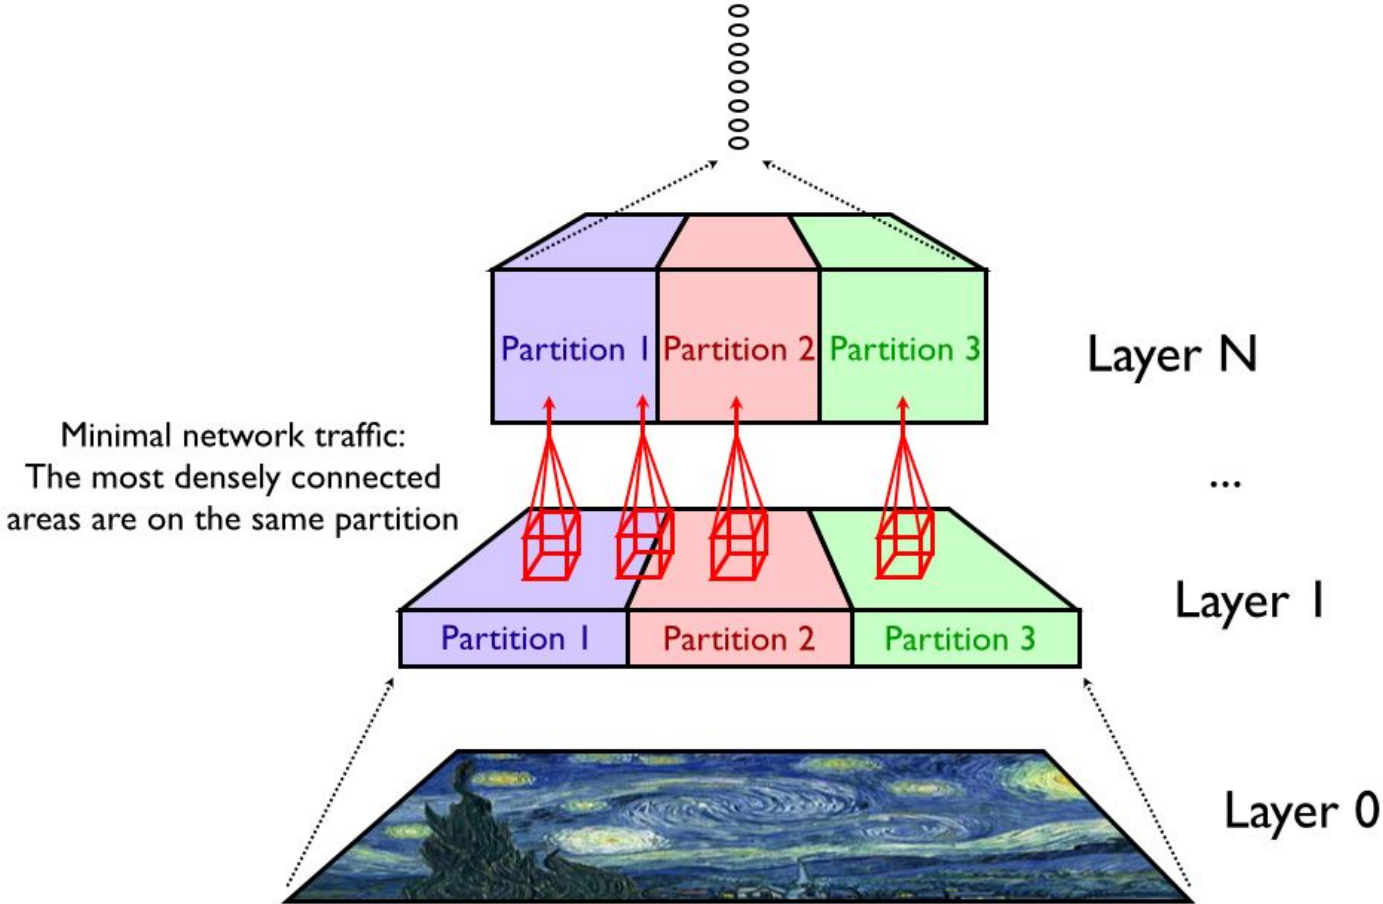 Partition 1 Partition 2 Partition 3
Layer N
Minimal network traffic:
The most densely connected
areas are on the same partition
...
Layer 1
Partition 1 Partition 2 Partition 3
Layer 0